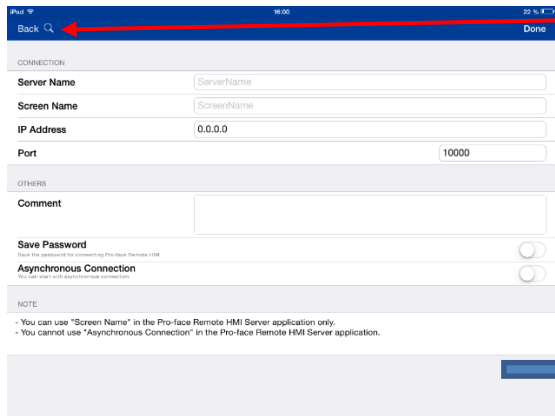 iPad 16:00 22 %
Back Done
CONNECTION
Server Name ServerName
Screen Name ScreenName
IP Address 0.0.0.0
Port 10000
OTHERS
Comment
Save Password
Save the password for connecting Pro-face Remote HMI
Asynchronous Connection
You can start with asynchronous connection
NOTE
- You can use "Screen Name" in the Pro-face Remote HMI Server application only.
- You cannot use "Asynchronous Connection" in the Pro-face Remote HMI Server application.